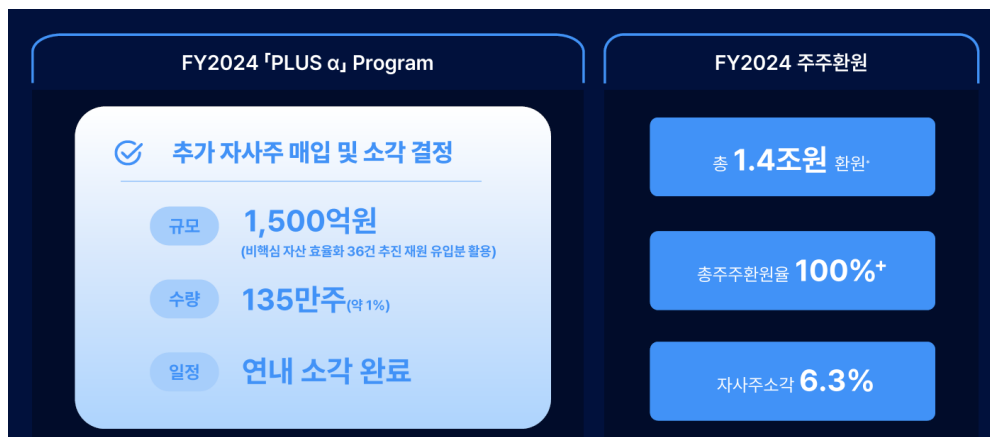 FY2024 「PLUS α」 Program
추가 자사주 매입 및 소각 결정
규모 1,500억원
(비핵심 자산 효율화 36건 추진 재원 유입분 활용)
수량 135만주(약 1%)
일정 연내 소각 완료
FY2024 주주환원
총 1.4조원 환원*
총주주환원율 100%+
자사주소각 6.3%